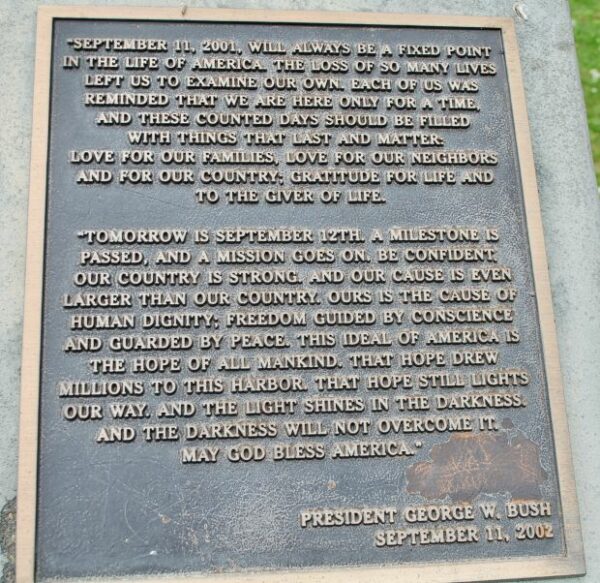 "SEPTEMBER 11, 2001, WILL ALWAYS BE A FIXED POINT
IN THE LIFE OF AMERICA. THE LOSS OF SO MANY LIVES
LEFT US TO EXAMINE OUR OWN. EACH OF US WAS
REMINDED THAT WE ARE HERE ONLY FOR A TIME,
AND THESE COUNTED DAYS SHOULD BE FILLED
WITH THINGS THAT LAST AND MATTER:
LOVE FOR OUR FAMILIES, LOVE FOR OUR NEIGHBORS
AND FOR OUR COUNTRY; GRATITUDE FOR LIFE AND
TO THE GIVER OF LIFE.
"TOMORROW IS SEPTEMBER 12TH. A MILESTONE IS
PASSED, AND A MISSION GOES ON. BE CONFIDENT.
OUR COUNTRY IS STRONG. AND OUR CAUSE IS EVEN
LARGER THAN OUR COUNTRY. OURS IS THE CAUSE OF
HUMAN DIGNITY; FREEDOM GUIDED BY CONSCIENCE
AND GUARDED BY PEACE. THIS IDEAL OF AMERICA IS
THE HOPE OF ALL MANKIND. THAT HOPE DREW
MILLIONS TO THIS HARBOR. THAT HOPE STILL LIGHTS
OUR WAY. AND THE LIGHT SHINES IN THE DARKNESS.
AND THE DARKNESS WILL NOT OVERCOME IT.
MAY GOD BLESS AMERICA."
PRESIDENT GEORGE W. BUSH
SEPTEMBER 11, 2002